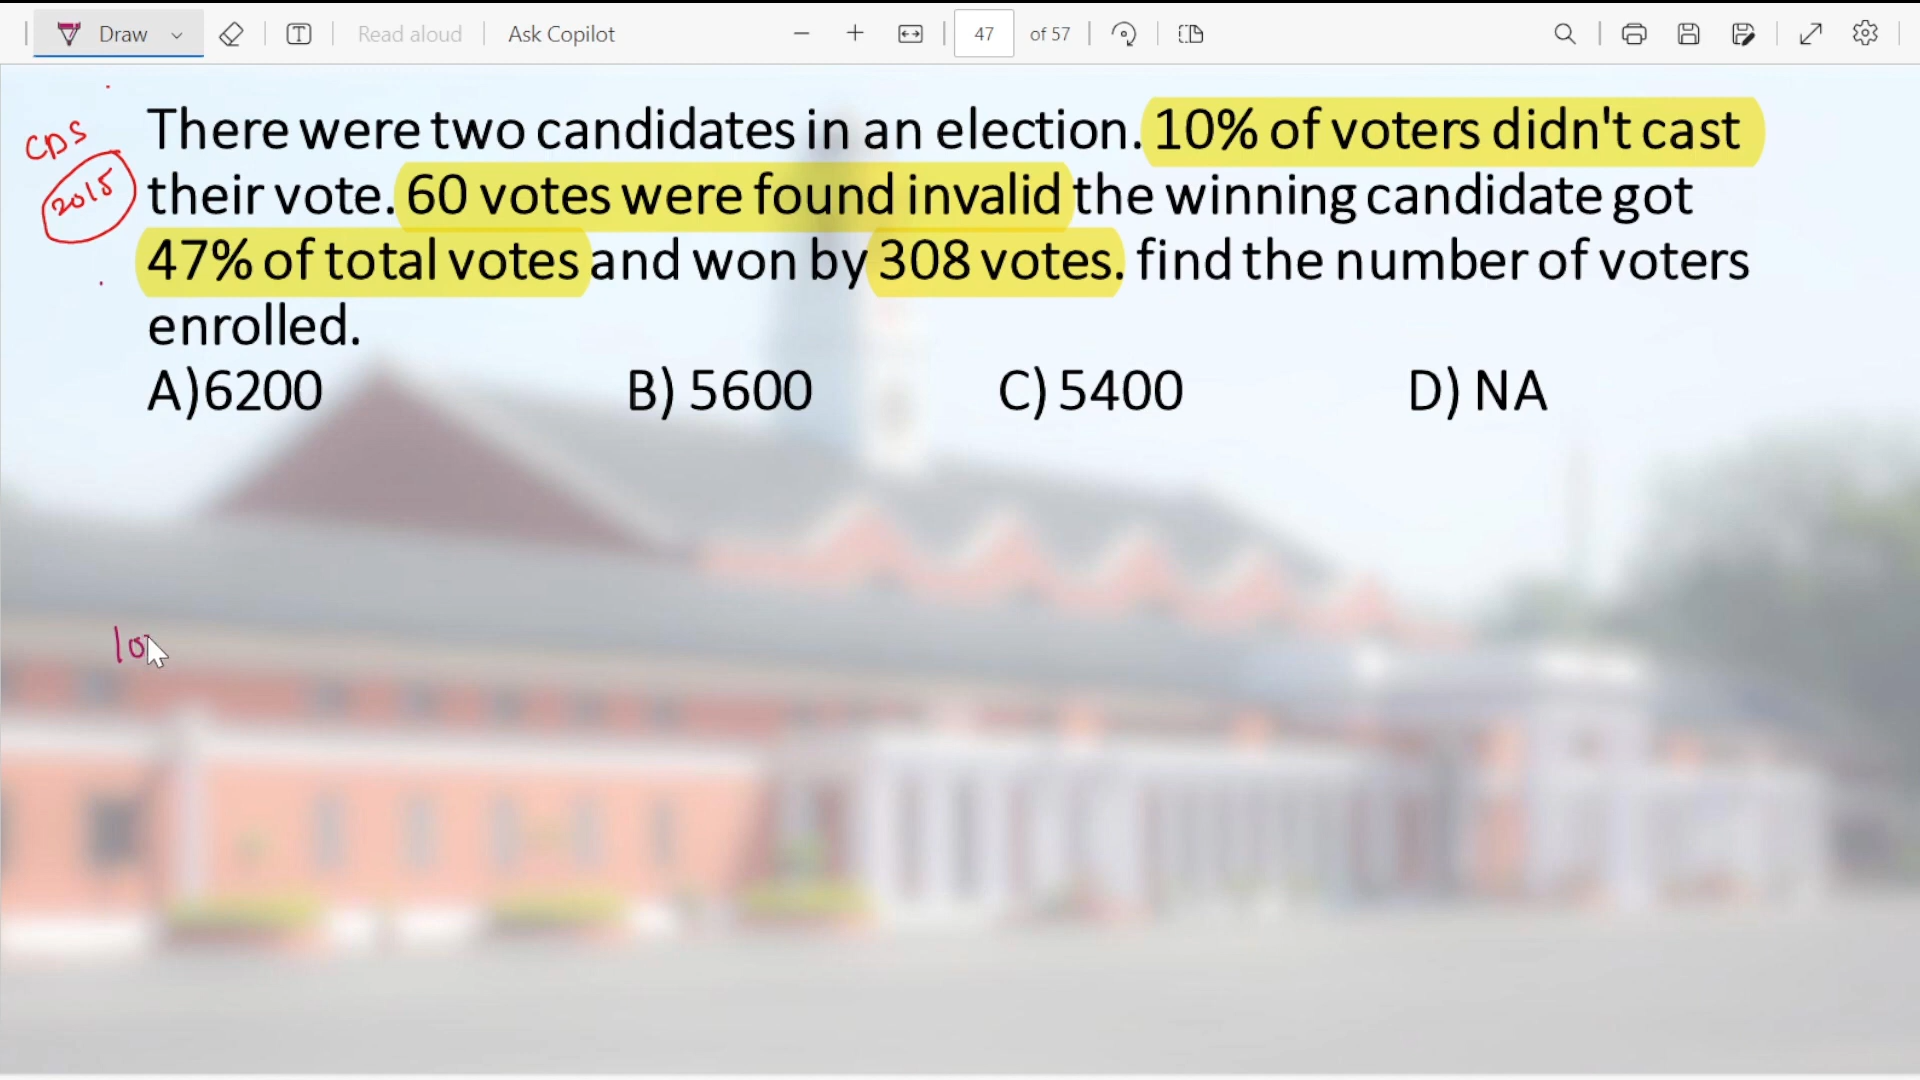 Draw
Read aloud
Ask Copilot
47
of 57
CDS
2015
There were two candidates in an election. 10% of voters didn't cast
their vote. 60 votes were found invalid the winning candidate got
47% of total votes and won by 308 votes. find the number of voters
enrolled.
A)6200 B) 5600 C) 5400 D) NA
10